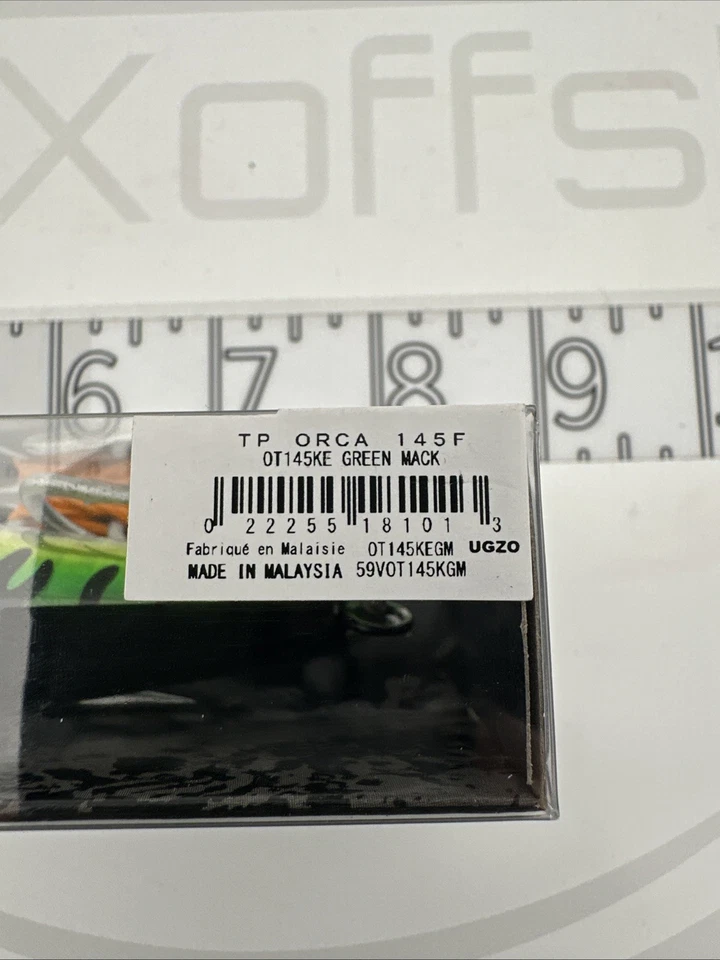 Xoffs
6 7 8 9
TP ORCA 145F
OT145KE GREEN MACK
0 22255 18101 3
Fabriqué en Malaisie OT145KEGM UGZO
MADE IN MALAYSIA 59VOT145KGM